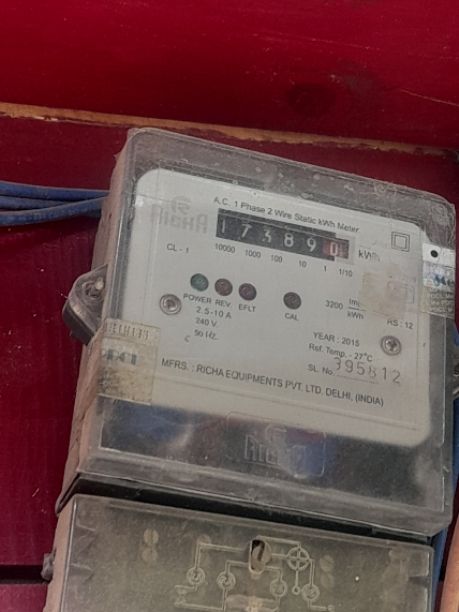 A.C. 1 Phase 2 Wire Static kWh Meter
173890 kWh
CL - 1 10000 1000 100 10 1 1/10
POWER REV. EFLT CAL 3200 imp kWh
2.5-10 A RS : 12
240 V. YEAR : 2015
50 Hz. Ref. Temp. - 27°C
SL. No. 395812
MFRS. : RICHA EQUIPMENTS PVT. LTD. DELHI, (INDIA)